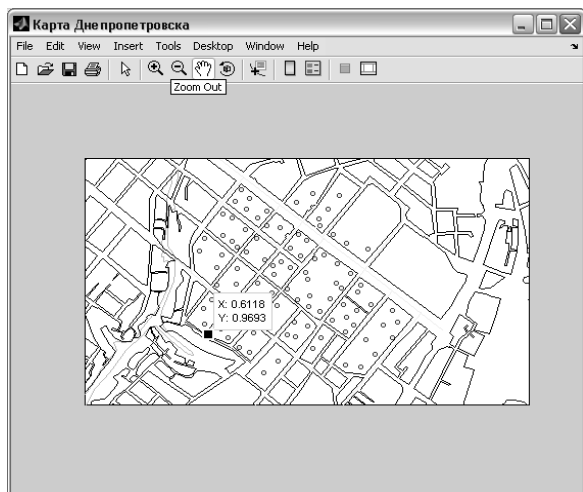 Карта Днепропетровска
File Edit View Insert Tools Desktop Window Help
Zoom Out
X: 0.6118
Y: 0.9693